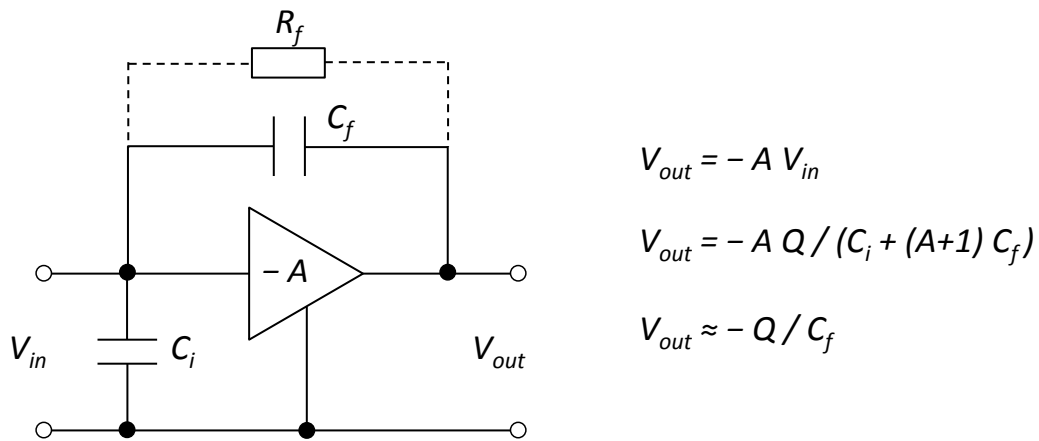 R_f
C_f
– A
V_in
C_i
V_out
V_out = – A V_in
V_out = – A Q / (C_i + (A+1) C_f)
V_out ≈ – Q / C_f